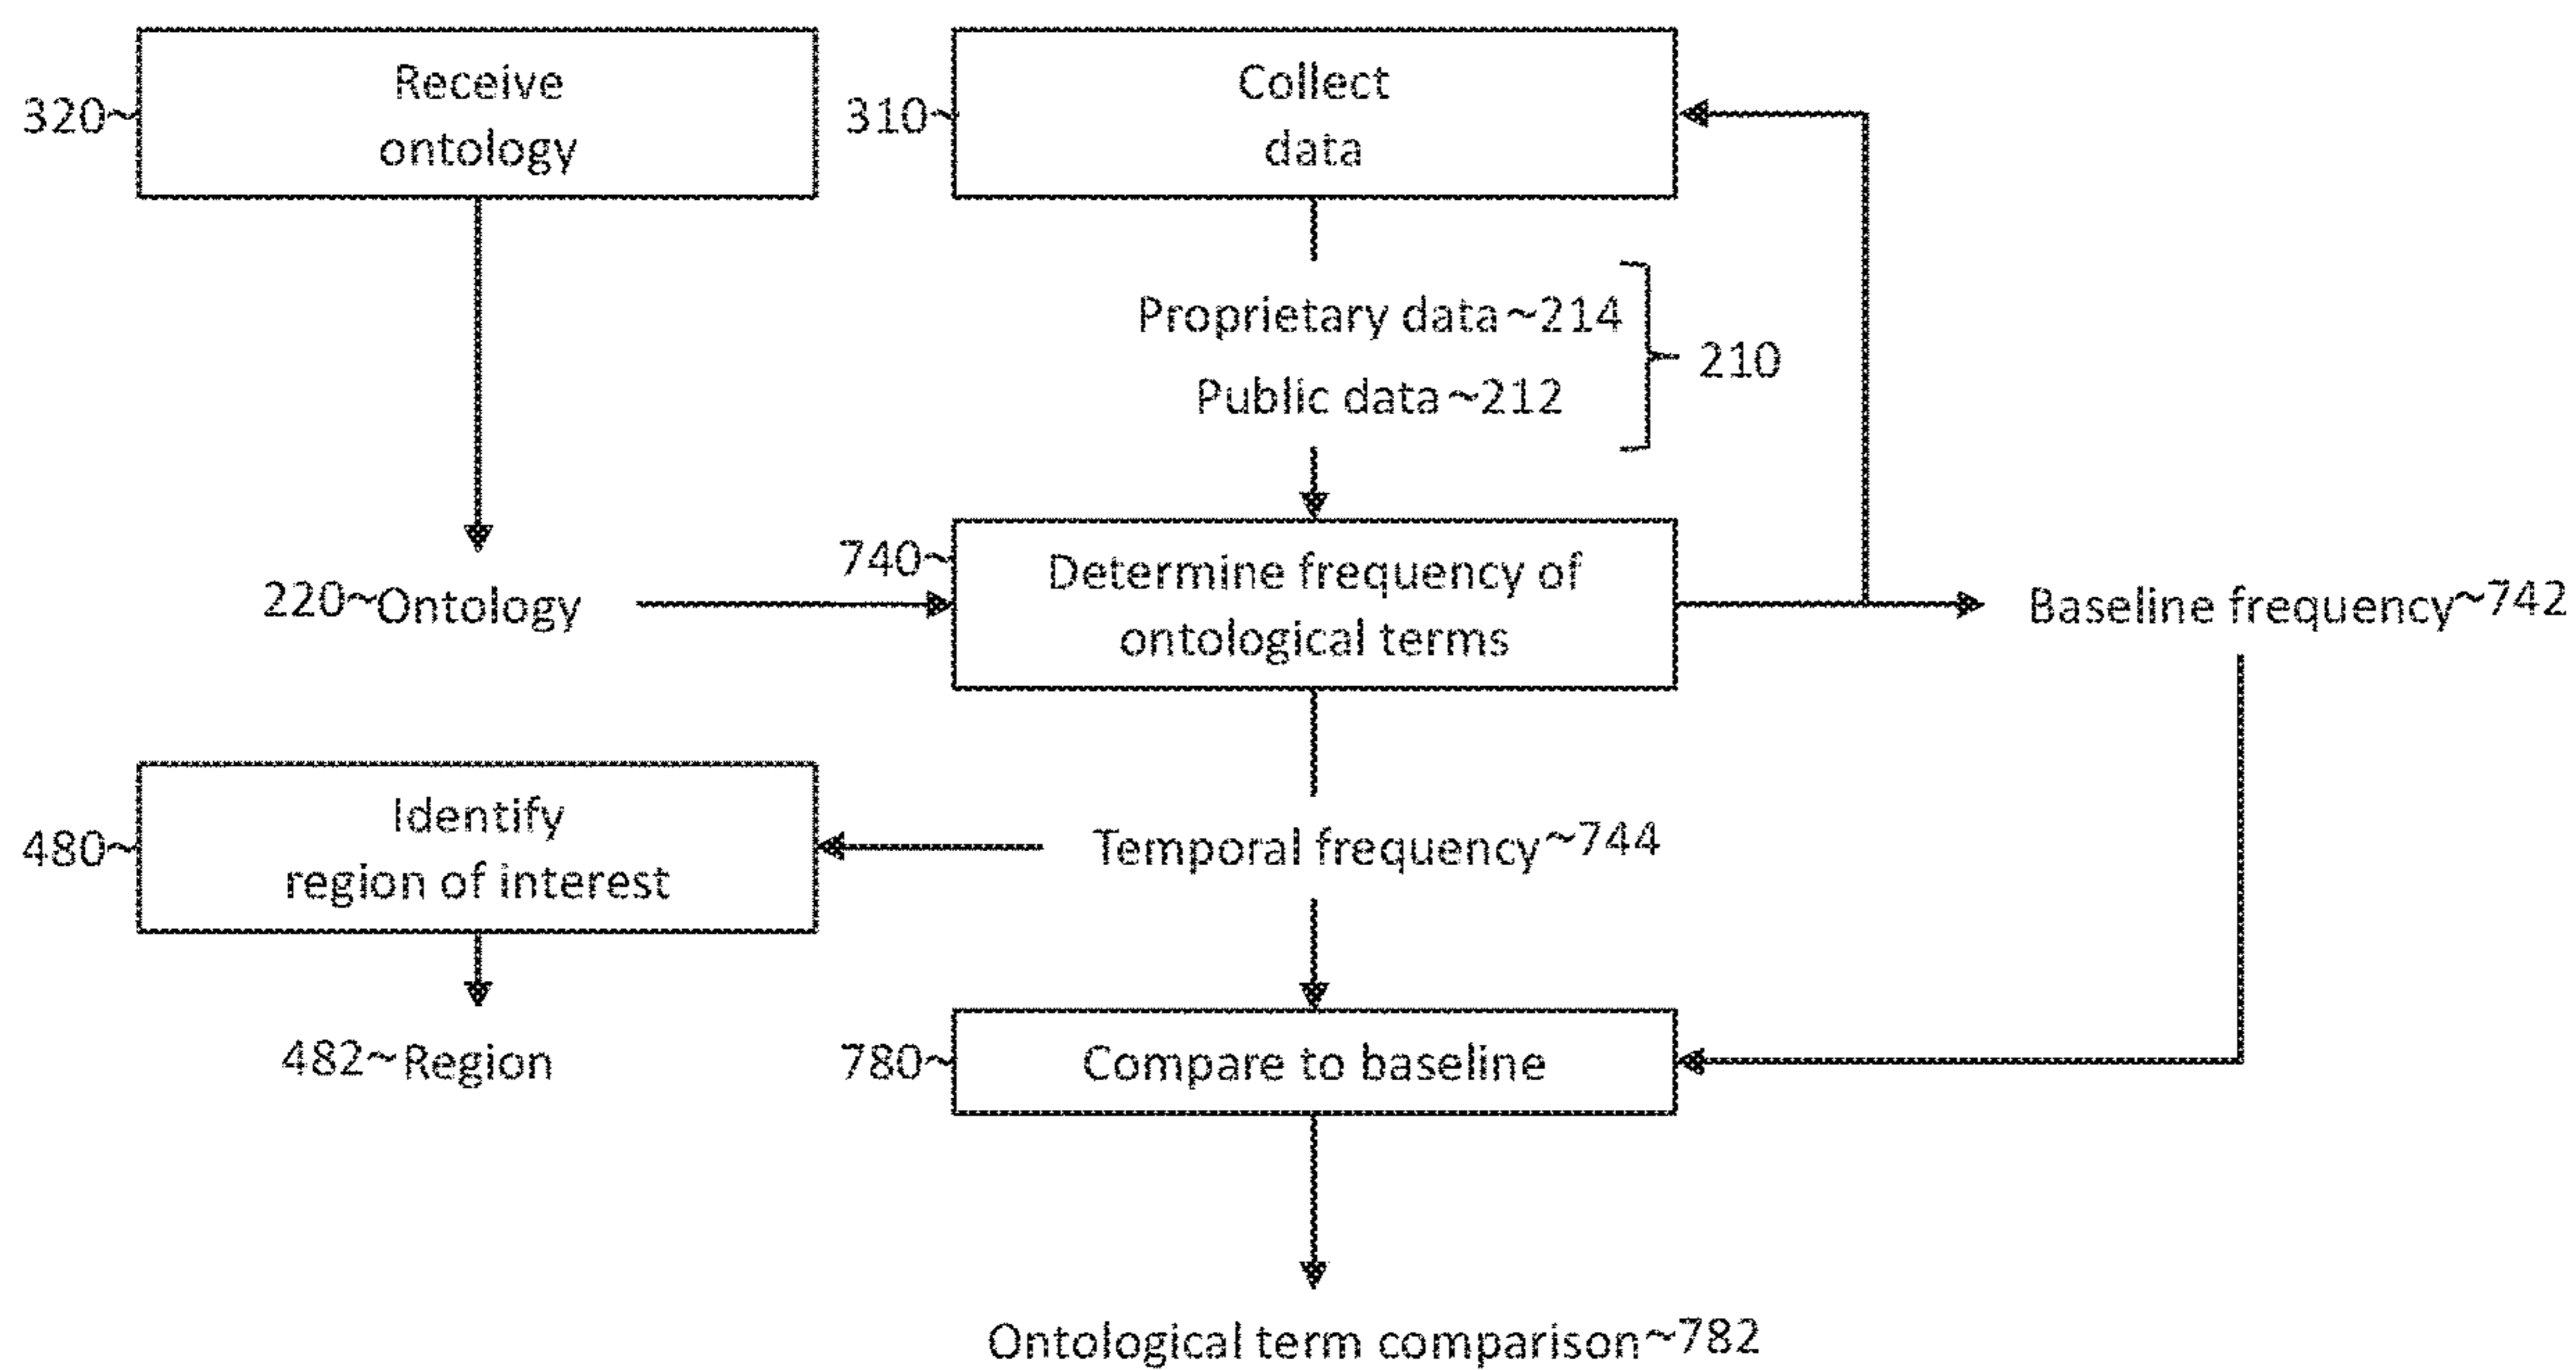 320~
Receive
ontology
310~
Collect
data
Proprietary data~214
Public data~212
210
220~Ontology
740~
Determine frequency of
ontological terms
Baseline frequency~742
480~
Identify
region of interest
Temporal frequency~744
482~Region
780~
Compare to baseline
Ontological term comparison~782